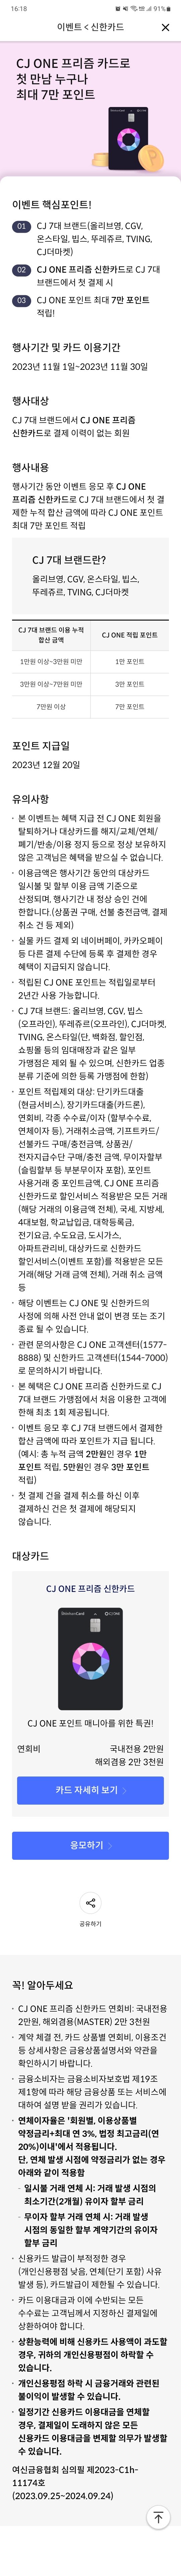 16:18
91%
이벤트 < 신한카드
CJ ONE 프리즘 카드로
첫 만남 누구나
최대 7만 포인트
이벤트 핵심포인트!
01 CJ 7대 브랜드(올리브영, CGV,
온스타일, 빕스, 뚜레쥬르, TVING,
CJ더마켓)
02 CJ ONE 프리즘 신한카드로 CJ 7대
브랜드에서 첫 결제 시
03 CJ ONE 포인트 최대 7만 포인트
적립!
행사기간 및 카드 이용기간
2023년 11월 1일~2023년 11월 30일
행사대상
CJ 7대 브랜드에서 CJ ONE 프리즘
신한카드로 결제 이력이 없는 회원
행사내용
행사기간 동안 이벤트 응모 후 CJ ONE
프리즘 신한카드로 CJ 7대 브랜드에서 첫 결
제한 누적 합산 금액에 따라 CJ ONE 포인트
최대 7만 포인트 적립
CJ 7대 브랜드란?
올리브영, CGV, 온스타일, 빕스,
뚜레쥬르, TVING, CJ더마켓
CJ 7대 브랜드 이용 누적
합산 금액
CJ ONE 적립 포인트
1만원 이상~3만원 미만
1만 포인트
3만원 이상~7만원 미만
3만 포인트
7만원 이상
7만 포인트
포인트 지급일
2023년 12월 20일
유의사항
· 본 이벤트는 혜택 지급 전 CJ ONE 회원을
탈퇴하거나 대상카드를 해지/교체/연체/
폐기/반송/이용 정지 등으로 정상 보유하지
않은 고객님은 혜택을 받으실 수 없습니다.
· 이용금액은 행사기간 동안의 대상카드
일시불 및 할부 이용 금액 기준으로
산정되며, 행사기간 내 정상 승인 건에
한합니다.(상품권 구매, 선불 충전금액, 결제
취소 건 등 제외)
· 실물 카드 결제 외 네이버페이, 카카오페이
등 다른 결제 수단에 등록 후 결제한 경우
혜택이 지급되지 않습니다.
· 적립된 CJ ONE 포인트는 적립일로부터
2년간 사용 가능합니다.
· CJ 7대 브랜드: 올리브영, CGV, 빕스
(오프라인), 뚜레쥬르(오프라인), CJ더마켓,
TVING, 온스타일(단, 백화점, 할인점,
쇼핑몰 등의 임대매장과 같은 일부
가맹점은 제외 될 수 있으며, 신한카드 업종
분류 기준에 의한 등록 가맹점에 한함)
· 포인트 적립제외 대상: 단기카드대출
(현금서비스), 장기카드대출(카드론),
연회비, 각종 수수료/이자 (할부수수료,
연체이자 등), 거래취소금액, 기프트카드/
선불카드 구매/충전금액, 상품권/
전자지급수단 구매/충전 금액, 무이자할부
(슬림할부 등 부분무이자 포함), 포인트
사용거래 중 포인트금액, CJ ONE 프리즘
신한카드로 할인서비스 적용받은 모든 거래
(해당 거래의 이용금액 전체), 국세, 지방세,
4대보험, 학교납입금, 대학등록금,
전기요금, 수도요금, 도시가스,
아파트관리비, 대상카드로 신한카드
할인서비스(이벤트 포함)를 적용받은 모든
거래(해당 거래 금액 전체), 거래 취소 금액
등
· 해당 이벤트는 CJ ONE 및 신한카드의
사정에 의해 사전 안내 없이 변경 또는 조기
종료 될 수 있습니다.
· 관련 문의사항은 CJ ONE 고객센터(1577-
8888) 및 신한카드 고객센터(1544-7000)
로 문의하시기 바랍니다.
· 본 혜택은 CJ ONE 프리즘 신한카드로 CJ
7대 브랜드 가맹점에서 처음 이용한 고객에
한해 최초 1회 제공됩니다.
· 이벤트 응모 후 CJ 7대 브랜드에서 결제한
합산 금액에 따라 포인트가 지급 됩니다.
(예시: 총 누적 금액 2만원인 경우 1만
포인트 적립, 5만원인 경우 3만 포인트
적립)
· 첫 결제 건을 결제 취소를 하신 이후
결제하신 건은 첫 결제에 해당되지
않습니다.
대상카드
CJ ONE 프리즘 신한카드
CJ ONE 포인트 매니아를 위한 특권!
연회비
국내전용 2만원
해외겸용 2만 3천원
카드 자세히 보기 >
응모하기 >
공유하기
꼭! 알아두세요
· CJ ONE 프리즘 신한카드 연회비: 국내전용
2만원, 해외겸용(MASTER) 2만 3천원
· 계약 체결 전, 카드 상품별 연회비, 이용조건
등 상세사항은 금융상품설명서와 약관을
확인하시기 바랍니다.
· 금융소비자는 금융소비자보호법 제19조
제1항에 따라 해당 금융상품 또는 서비스에
대하여 설명 받을 권리가 있습니다.
· 연체이자율은 '회원별, 이용상품별
약정금리+최대 연 3%, 법정 최고금리(연
20%)이내'에서 적용됩니다.
단, 연체 발생 시점에 약정금리가 없는 경우
아래와 같이 적용함
· 일시불 거래 연체 시: 거래 발생 시점의
최소기간(2개월) 유이자 할부 금리
· 무이자 할부 거래 연체 시: 거래 발생
시점의 동일한 할부 계약기간의 유이자
할부 금리
· 신용카드 발급이 부적정한 경우
(개인신용평점 낮음, 연체(단기 포함) 사유
발생 등), 카드발급이 제한될 수 있습니다.
· 카드 이용대금과 이에 수반되는 모든
수수료는 고객님께서 지정하신 결제일에
상환하여야 합니다.
· 상환능력에 비해 신용카드 사용액이 과도할
경우, 귀하의 개인신용평점이 하락할 수
있습니다.
· 개인신용평점 하락 시 금융거래와 관련된
불이익이 발생할 수 있습니다.
· 일정기간 신용카드 이용대금을 연체할
경우, 결제일이 도래하지 않은 모든
신용카드 이용대금을 변제할 의무가 발생할
수 있습니다.
여신금융협회 심의필 제2023-C1h-
11174호
(2023.09.25~2024.09.24)